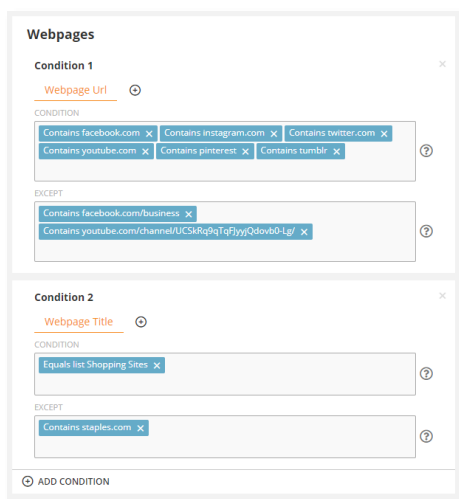 Webpages
Condition 1
Webpage Url
CONDITION
Contains facebook.com × Contains instagram.com × Contains twitter.com ×
Contains youtube.com × Contains pinterest × Contains tumblr ×
EXCEPT
Contains facebook.com/business ×
Contains youtube.com/channel/UCSkRq9qTqFJyyjQdovb0-Lg/ ×
Condition 2
Webpage Title
CONDITION
Equals list Shopping Sites ×
EXCEPT
Contains staples.com ×
ADD CONDITION